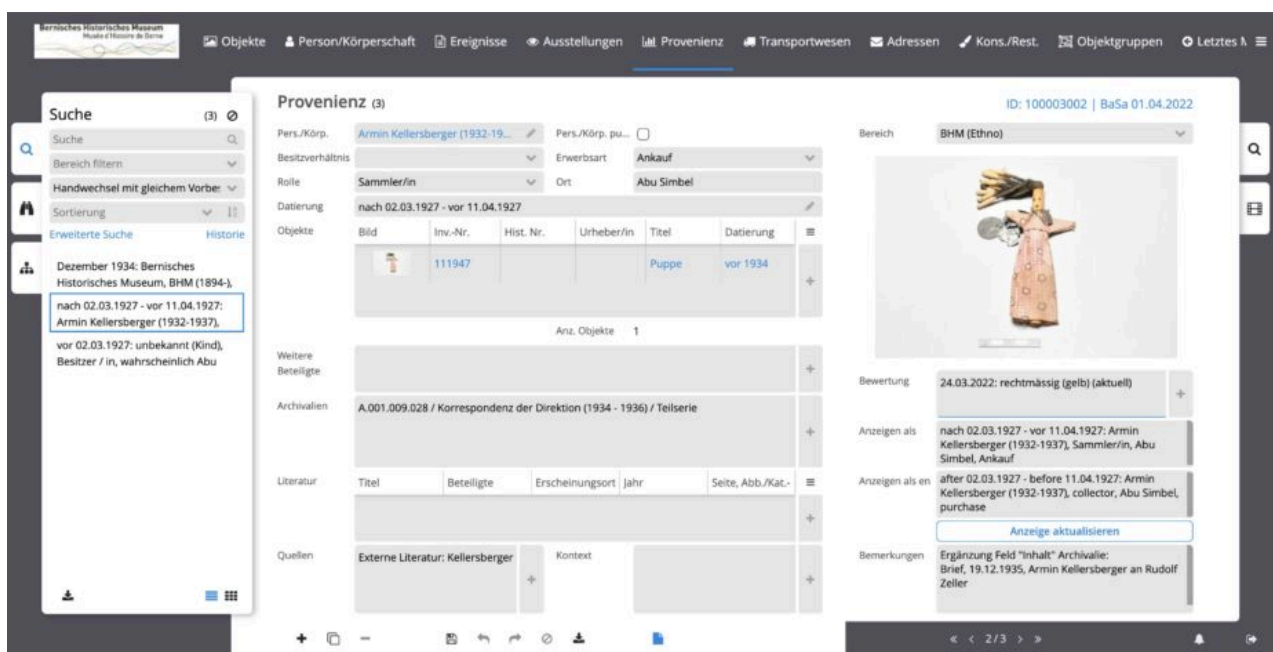 Bernisches Historisches Museum
Musée d'Histoire de Berne
Objekte Person/Körperschaft Ereignisse Ausstellungen Provenienz Transportwesen Adressen Kons./Rest. Objektgruppen Letztes M
Suche (3)
Suche
Bereich filtern
Handwechsel mit gleichem Vorbe:
Sortierung
Erweiterte Suche Historie
Dezember 1934: Bernisches
Historisches Museum, BHM (1894-),
nach 02.03.1927 - vor 11.04.1927:
Armin Kellersberger (1932-1937),
vor 02.03.1927: unbekannt (Kind),
Besitzer / in, wahrscheinlich Abu
Provenienz (3)
ID: 100003002 | BaSa 01.04.2022
Pers./Körp. Armin Kellersberger (1932-19... Pers./Körp. pu...
Besitzverhältnis Erwerbsart Ankauf
Rolle Sammler/in Ort Abu Simbel
Datierung nach 02.03.1927 - vor 11.04.1927
Objekte Bild Inv.-Nr. Hist. Nr. Urheber/in Titel Datierung
111947 Puppe vor 1934
Anz. Objekte 1
Weitere
Beteiligte
Archivalien A.001.009.028 / Korrespondenz der Direktion (1934 - 1936) / Teilserie
Literatur Titel Beteiligte Erscheinungsort Jahr Seite, Abb./Kat.-
Quellen Externe Literatur: Kellersberger Kontext
Bereich BHM (Ethno)
Bewertung 24.03.2022: rechtmässig (gelb) (aktuell)
Anzeigen als nach 02.03.1927 - vor 11.04.1927: Armin
Kellersberger (1932-1937), Sammler/in, Abu
Simbel, Ankauf
Anzeigen als en after 02.03.1927 - before 11.04.1927: Armin
Kellersberger (1932-1937), collector, Abu Simbel,
purchase
Anzeige aktualisieren
Bemerkungen Ergänzung Feld "Inhalt" Archivalie:
Brief, 19.12.1935, Armin Kellersberger an Rudolf
Zeller
« < 2/3 > »